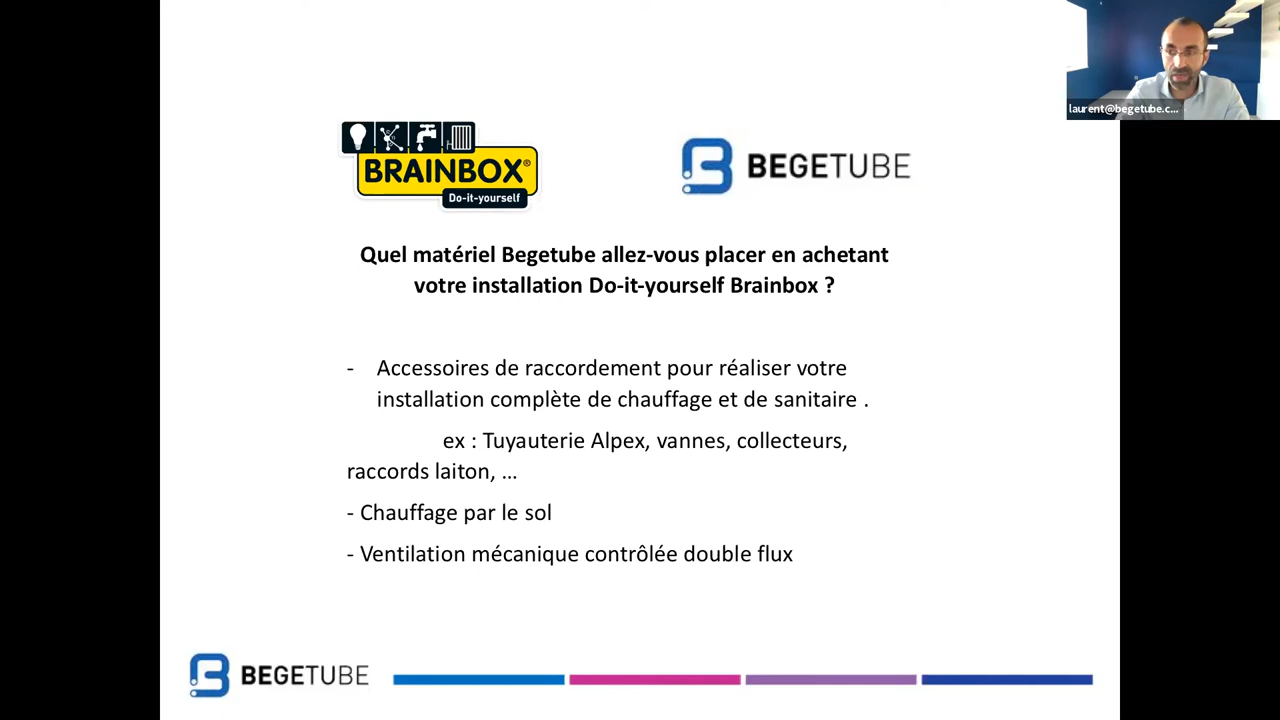 laurent@begetube.c...
BRAINBOX®
Do-it-yourself
BEGETUBE
Quel matériel Begetube allez-vous placer en achetant
votre installation Do-it-yourself Brainbox ?
- Accessoires de raccordement pour réaliser votre
installation complète de chauffage et de sanitaire .
ex : Tuyauterie Alpex, vannes, collecteurs,
raccords laiton, ...
- Chauffage par le sol
- Ventilation mécanique contrôlée double flux
BEGETUBE